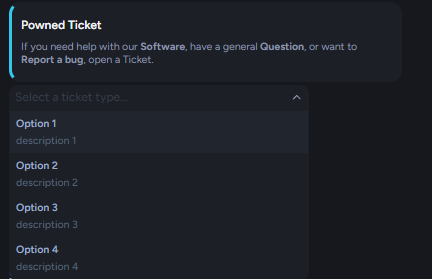 Powned Ticket
If you need help with our Software, have a general Question, or want to
Report a bug, open a Ticket.
Select a ticket type...
Option 1
description 1
Option 2
description 2
Option 3
description 3
Option 4
description 4